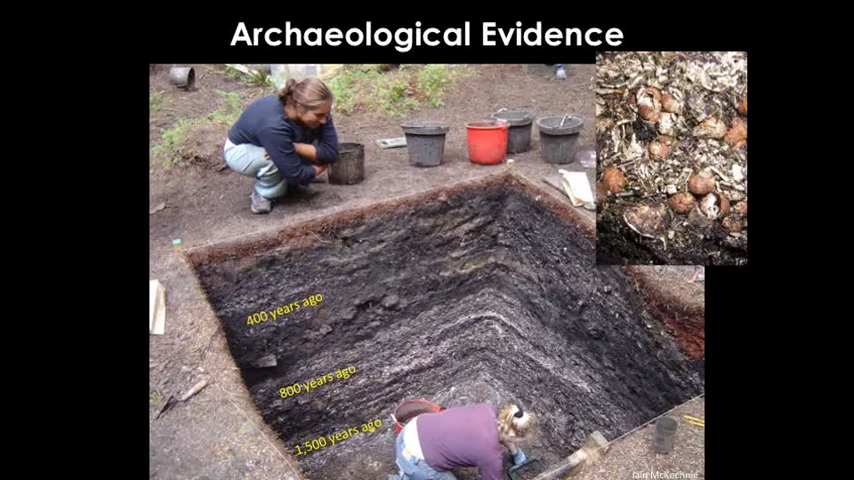 Archaeological Evidence
400 years ago
800 years ago
1,500 years ago
Iain McKechnie